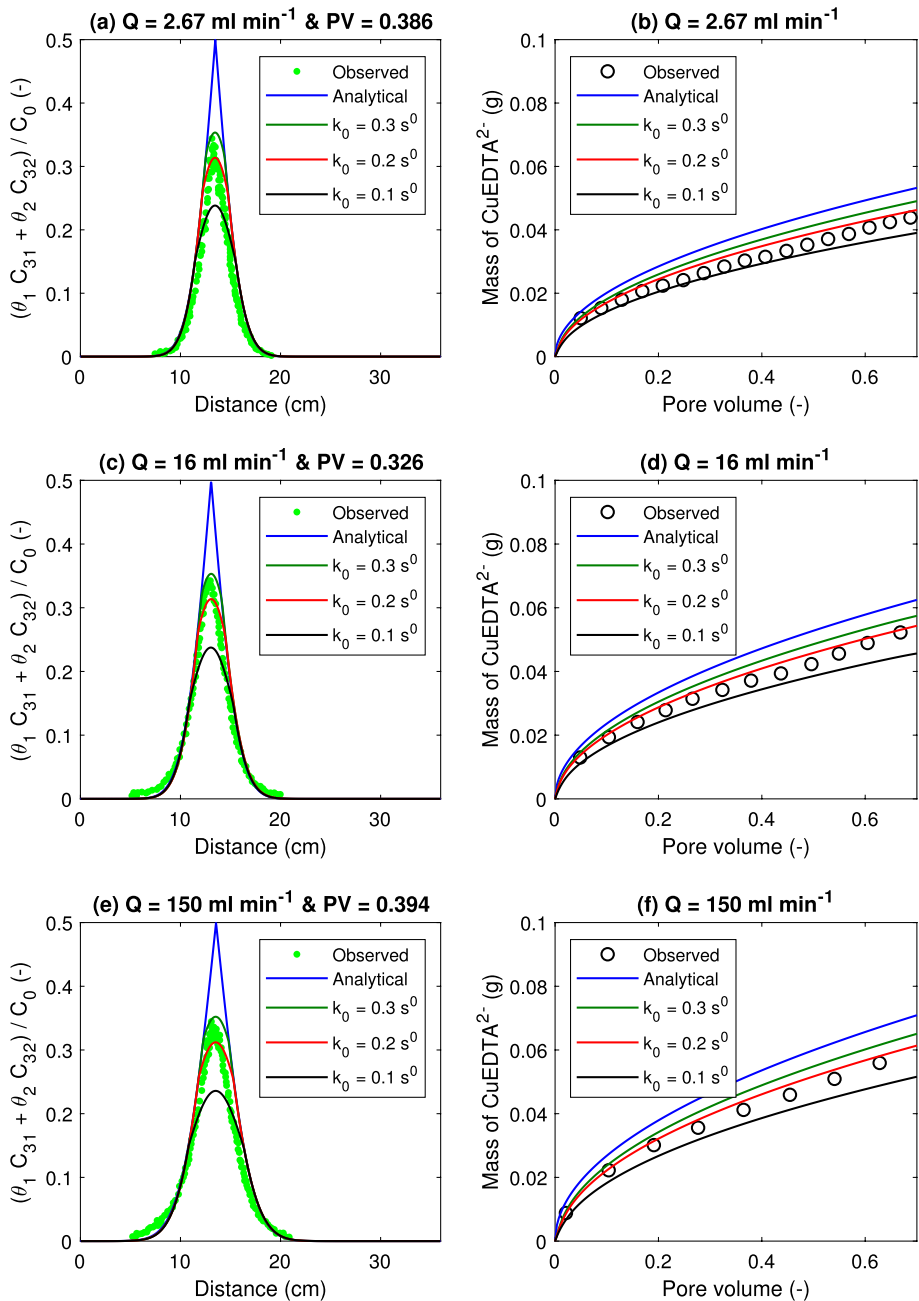 (a) Q = 2.67 ml min⁻¹ & PV = 0.386
(θ₁ C₃₁ + θ₂ C₃₂) / C₀ (-)
0.5
0.4
0.3
0.2
0.1
0
Observed
Analytical
k₀ = 0.3 s⁰
k₀ = 0.2 s⁰
k₀ = 0.1 s⁰
0 10 20 30
Distance (cm)
(b) Q = 2.67 ml min⁻¹
Mass of CuEDTA²⁻ (g)
0.1
0.08
0.06
0.04
0.02
0
Observed
Analytical
k₀ = 0.3 s⁰
k₀ = 0.2 s⁰
k₀ = 0.1 s⁰
0 0.2 0.4 0.6
Pore volume (-)
(c) Q = 16 ml min⁻¹ & PV = 0.326
(θ₁ C₃₁ + θ₂ C₃₂) / C₀ (-)
0.5
0.4
0.3
0.2
0.1
0
Observed
Analytical
k₀ = 0.3 s⁰
k₀ = 0.2 s⁰
k₀ = 0.1 s⁰
0 10 20 30
Distance (cm)
(d) Q = 16 ml min⁻¹
Mass of CuEDTA²⁻ (g)
0.1
0.08
0.06
0.04
0.02
0
Observed
Analytical
k₀ = 0.3 s⁰
k₀ = 0.2 s⁰
k₀ = 0.1 s⁰
0 0.2 0.4 0.6
Pore volume (-)
(e) Q = 150 ml min⁻¹ & PV = 0.394
(θ₁ C₃₁ + θ₂ C₃₂) / C₀ (-)
0.5
0.4
0.3
0.2
0.1
0
Observed
Analytical
k₀ = 0.3 s⁰
k₀ = 0.2 s⁰
k₀ = 0.1 s⁰
0 10 20 30
Distance (cm)
(f) Q = 150 ml min⁻¹
Mass of CuEDTA²⁻ (g)
0.1
0.08
0.06
0.04
0.02
0
Observed
Analytical
k₀ = 0.3 s⁰
k₀ = 0.2 s⁰
k₀ = 0.1 s⁰
0 0.2 0.4 0.6
Pore volume (-)